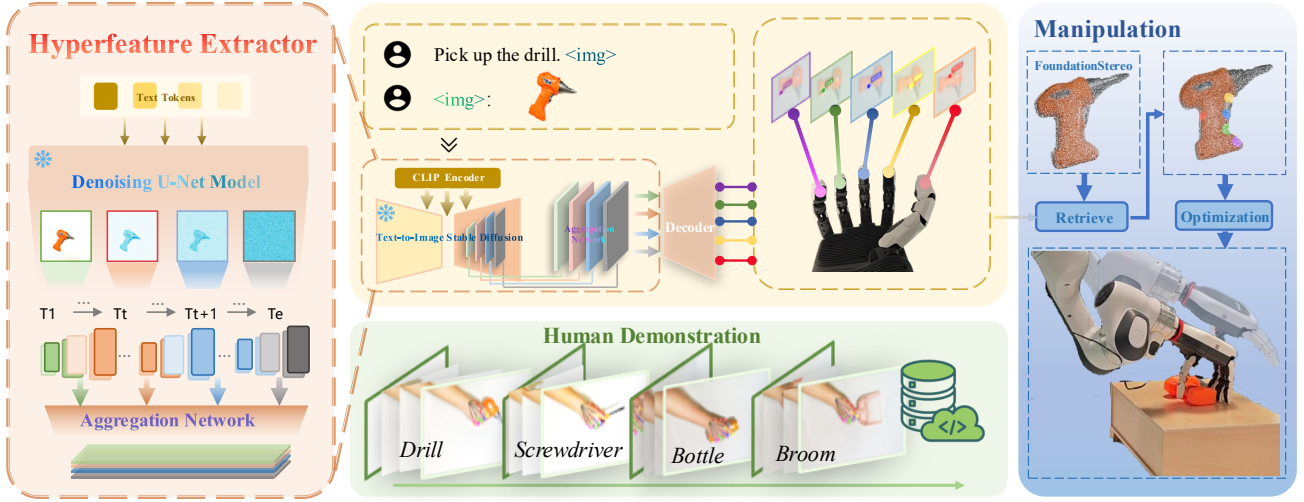 Hyperfeature Extractor
Text Tokens
Denoising U-Net Model
T1
...
Tt
...
Tt+1
...
Te
...
...
Aggregation Network
Pick up the drill. <img>
<img>:
CLIP Encoder
Text-to-Image Stable Diffusion
Aggregation
Network
Decoder
Human Demonstration
Drill
Screwdriver
Bottle
Broom
</>
Manipulation
FoundationStereo
Retrieve
Optimization